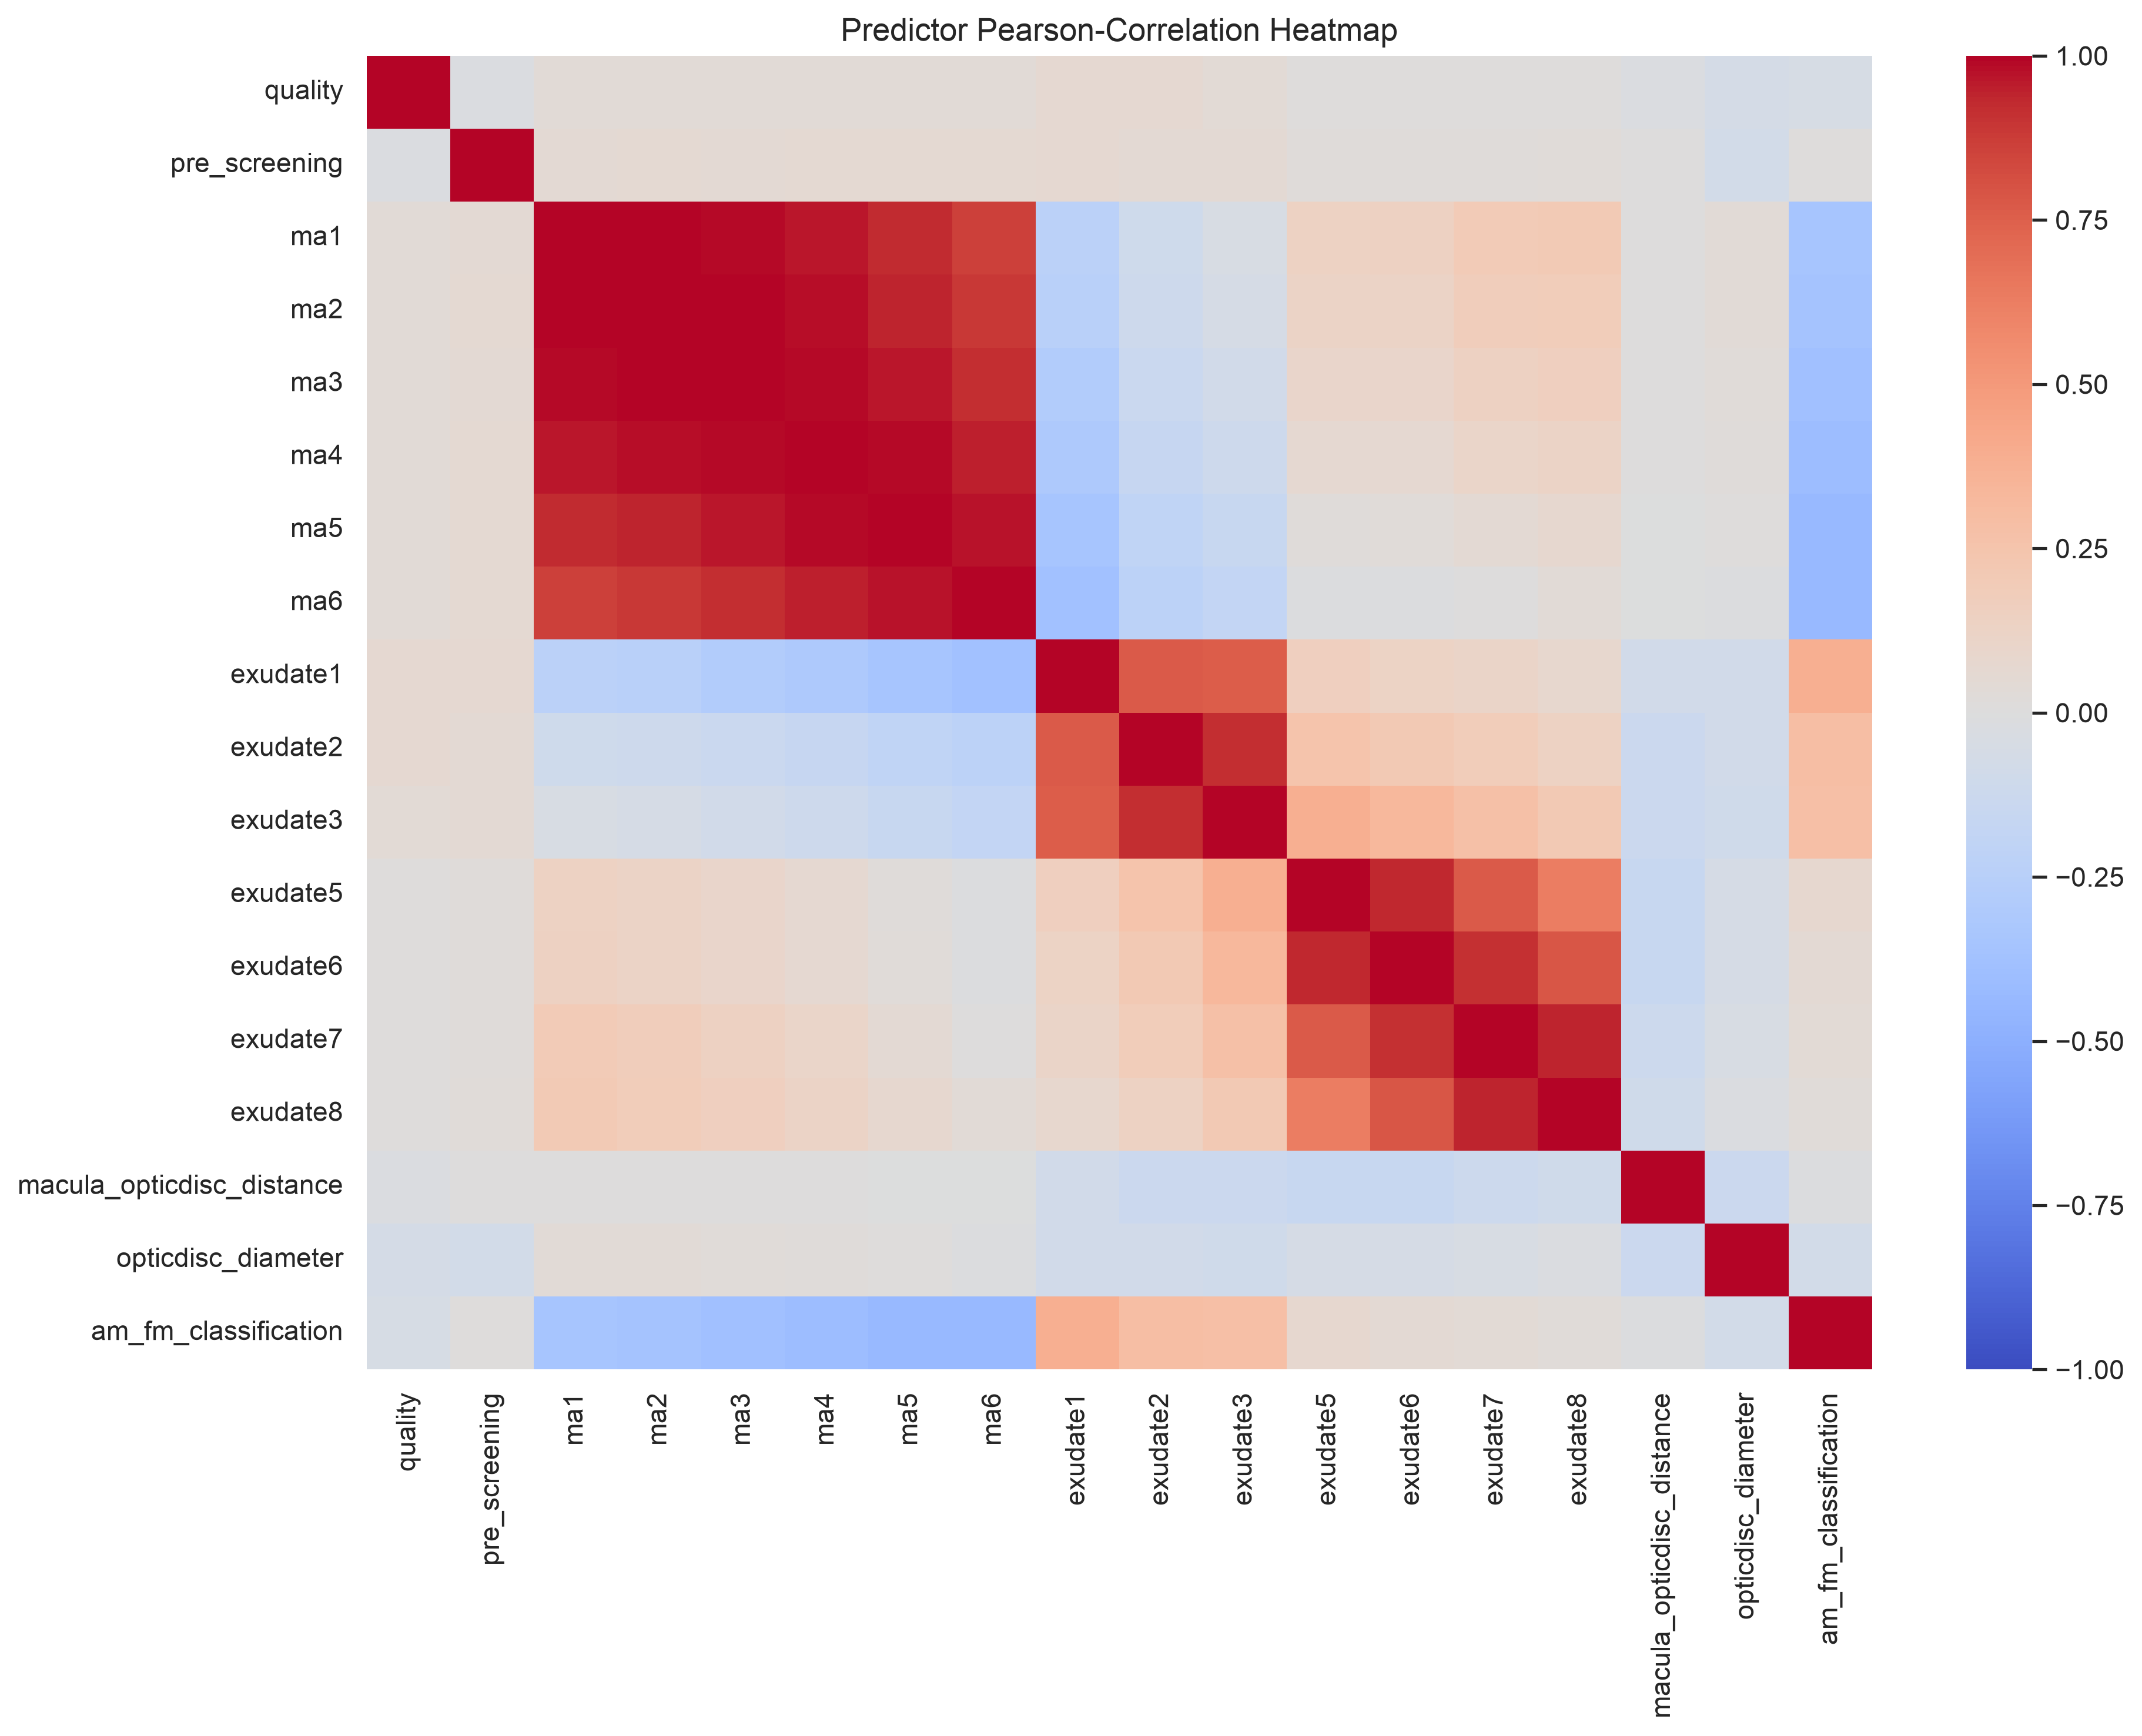 Predictor Pearson-Correlation Heatmap
quality
pre_screening
ma1
ma2
ma3
ma4
ma5
ma6
exudate1
exudate2
exudate3
exudate5
exudate6
exudate7
exudate8
macula_opticdisc_distance
opticdisc_diameter
am_fm_classification
quality
pre_screening
ma1
ma2
ma3
ma4
ma5
ma6
exudate1
exudate2
exudate3
exudate5
exudate6
exudate7
exudate8
macula_opticdisc_distance
opticdisc_diameter
am_fm_classification
1.00
0.75
0.50
0.25
0.00
−0.25
−0.50
−0.75
−1.00